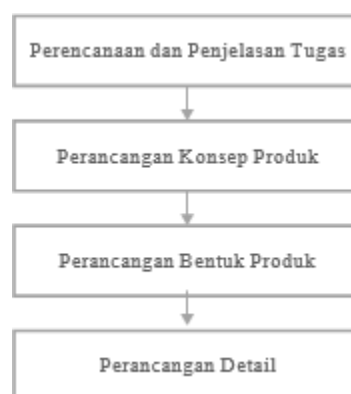 Perencanaan dan Penjelasan Tugas
Perancangan Konsep Produk
Perancangan Bentuk Produk
Perancangan Detail